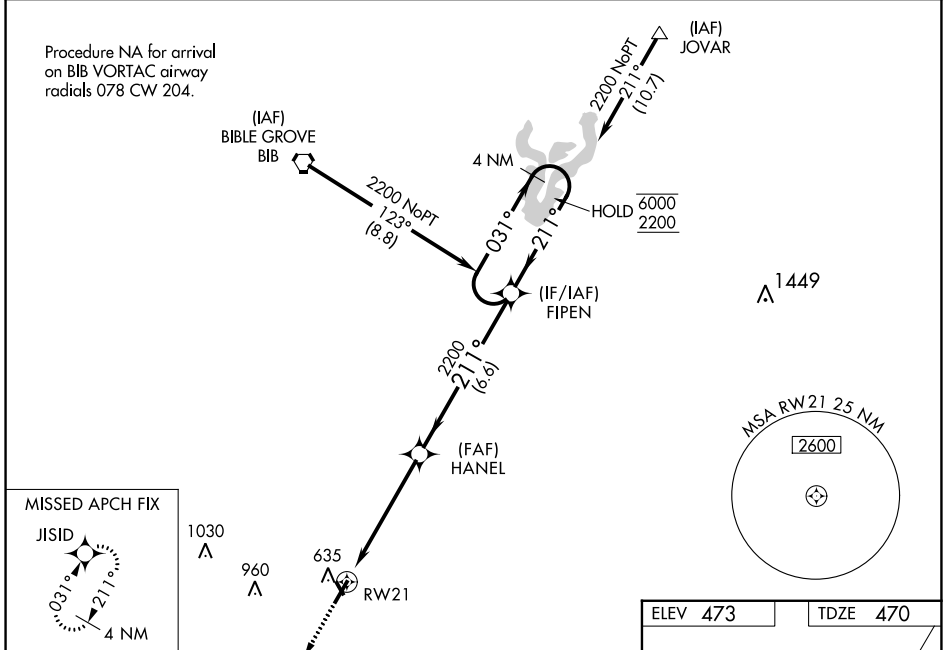 Procedure NA for arrival
on BIB VORTAC airway
radials 078 CW 204.
(IAF)
JOVAR
2200 NoPT
211°
(10.7)
(IAF)
BIBLE GROVE
BIB
2200 NoPT
123°
(8.8)
4 NM
031°
211°
HOLD 6000
2200
(IF/IAF)
FIPEN
1449
2200
211°
(6.6)
MSA RW21 25 NM
2600
(FAF)
HANEL
MISSED APCH FIX
JISID
031°
211°
4 NM
1030
960
635
RW21
ELEV 473
TDZE 470